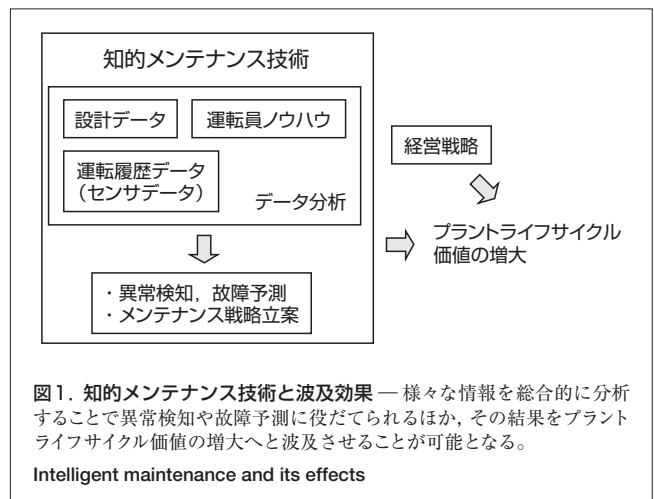 知的メンテナンス技術
設計データ
運転員ノウハウ
運転履歴データ
（センサデータ）
データ分析
・異常検知，故障予測
・メンテナンス戦略立案
経営戦略
プラントライフサイクル
価値の増大
図1．知的メンテナンス技術と波及効果 — 様々な情報を総合的に分析
することで異常検知や故障予測に役だてられるほか，その結果をプラント
ライフサイクル価値の増大へと波及させることが可能となる。
Intelligent maintenance and its effects